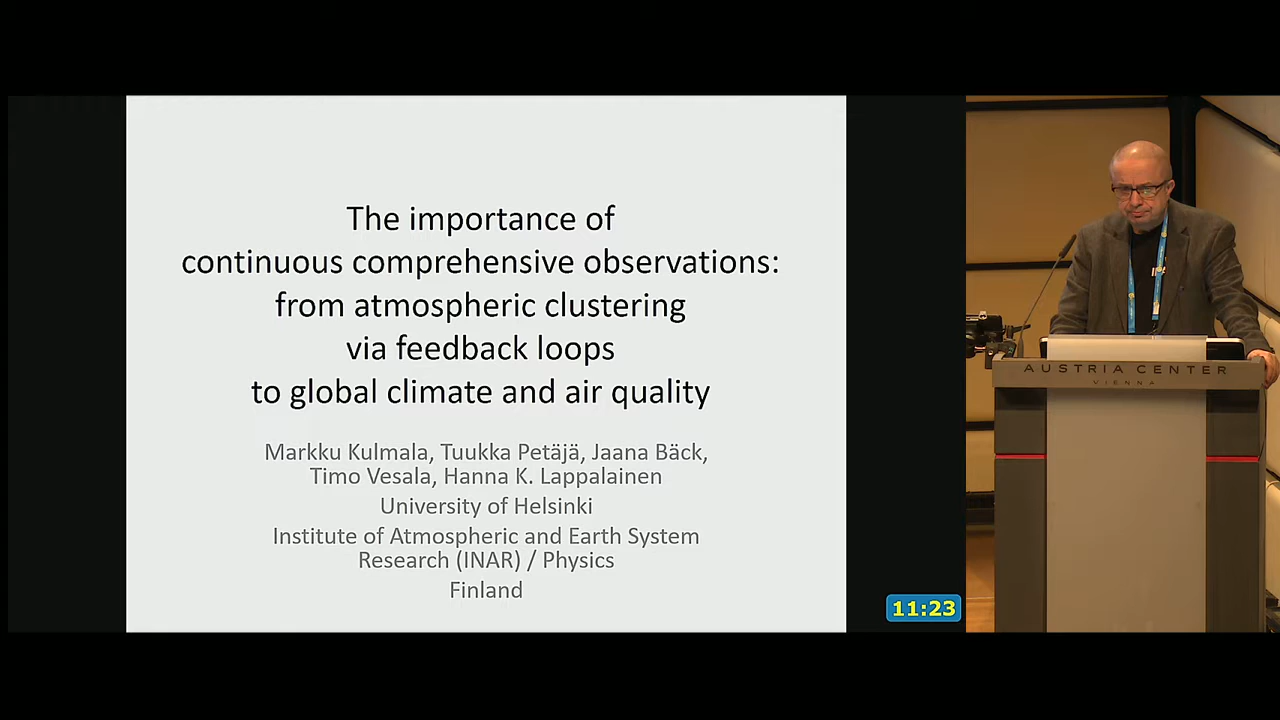 The importance of
continuous comprehensive observations:
from atmospheric clustering
via feedback loops
to global climate and air quality
Markku Kulmala, Tuukka Petäjä, Jaana Bäck,
Timo Vesala, Hanna K. Lappalainen
University of Helsinki
Institute of Atmospheric and Earth System
Research (INAR) / Physics
Finland
11:23
AUSTRIA CENTER
VIENNA